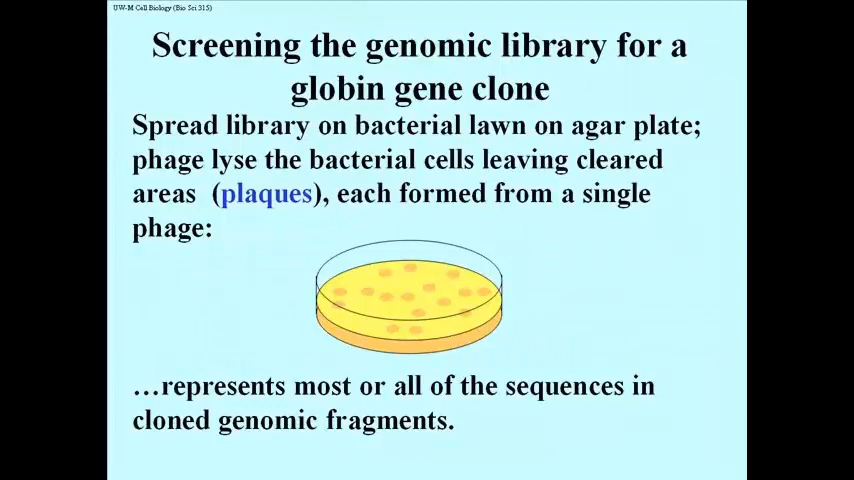 UW-M Cell Biology (Bio Sci 315)
Screening the genomic library for a
globin gene clone
Spread library on bacterial lawn on agar plate;
phage lyse the bacterial cells leaving cleared
areas (plaques), each formed from a single
phage:
…represents most or all of the sequences in
cloned genomic fragments.